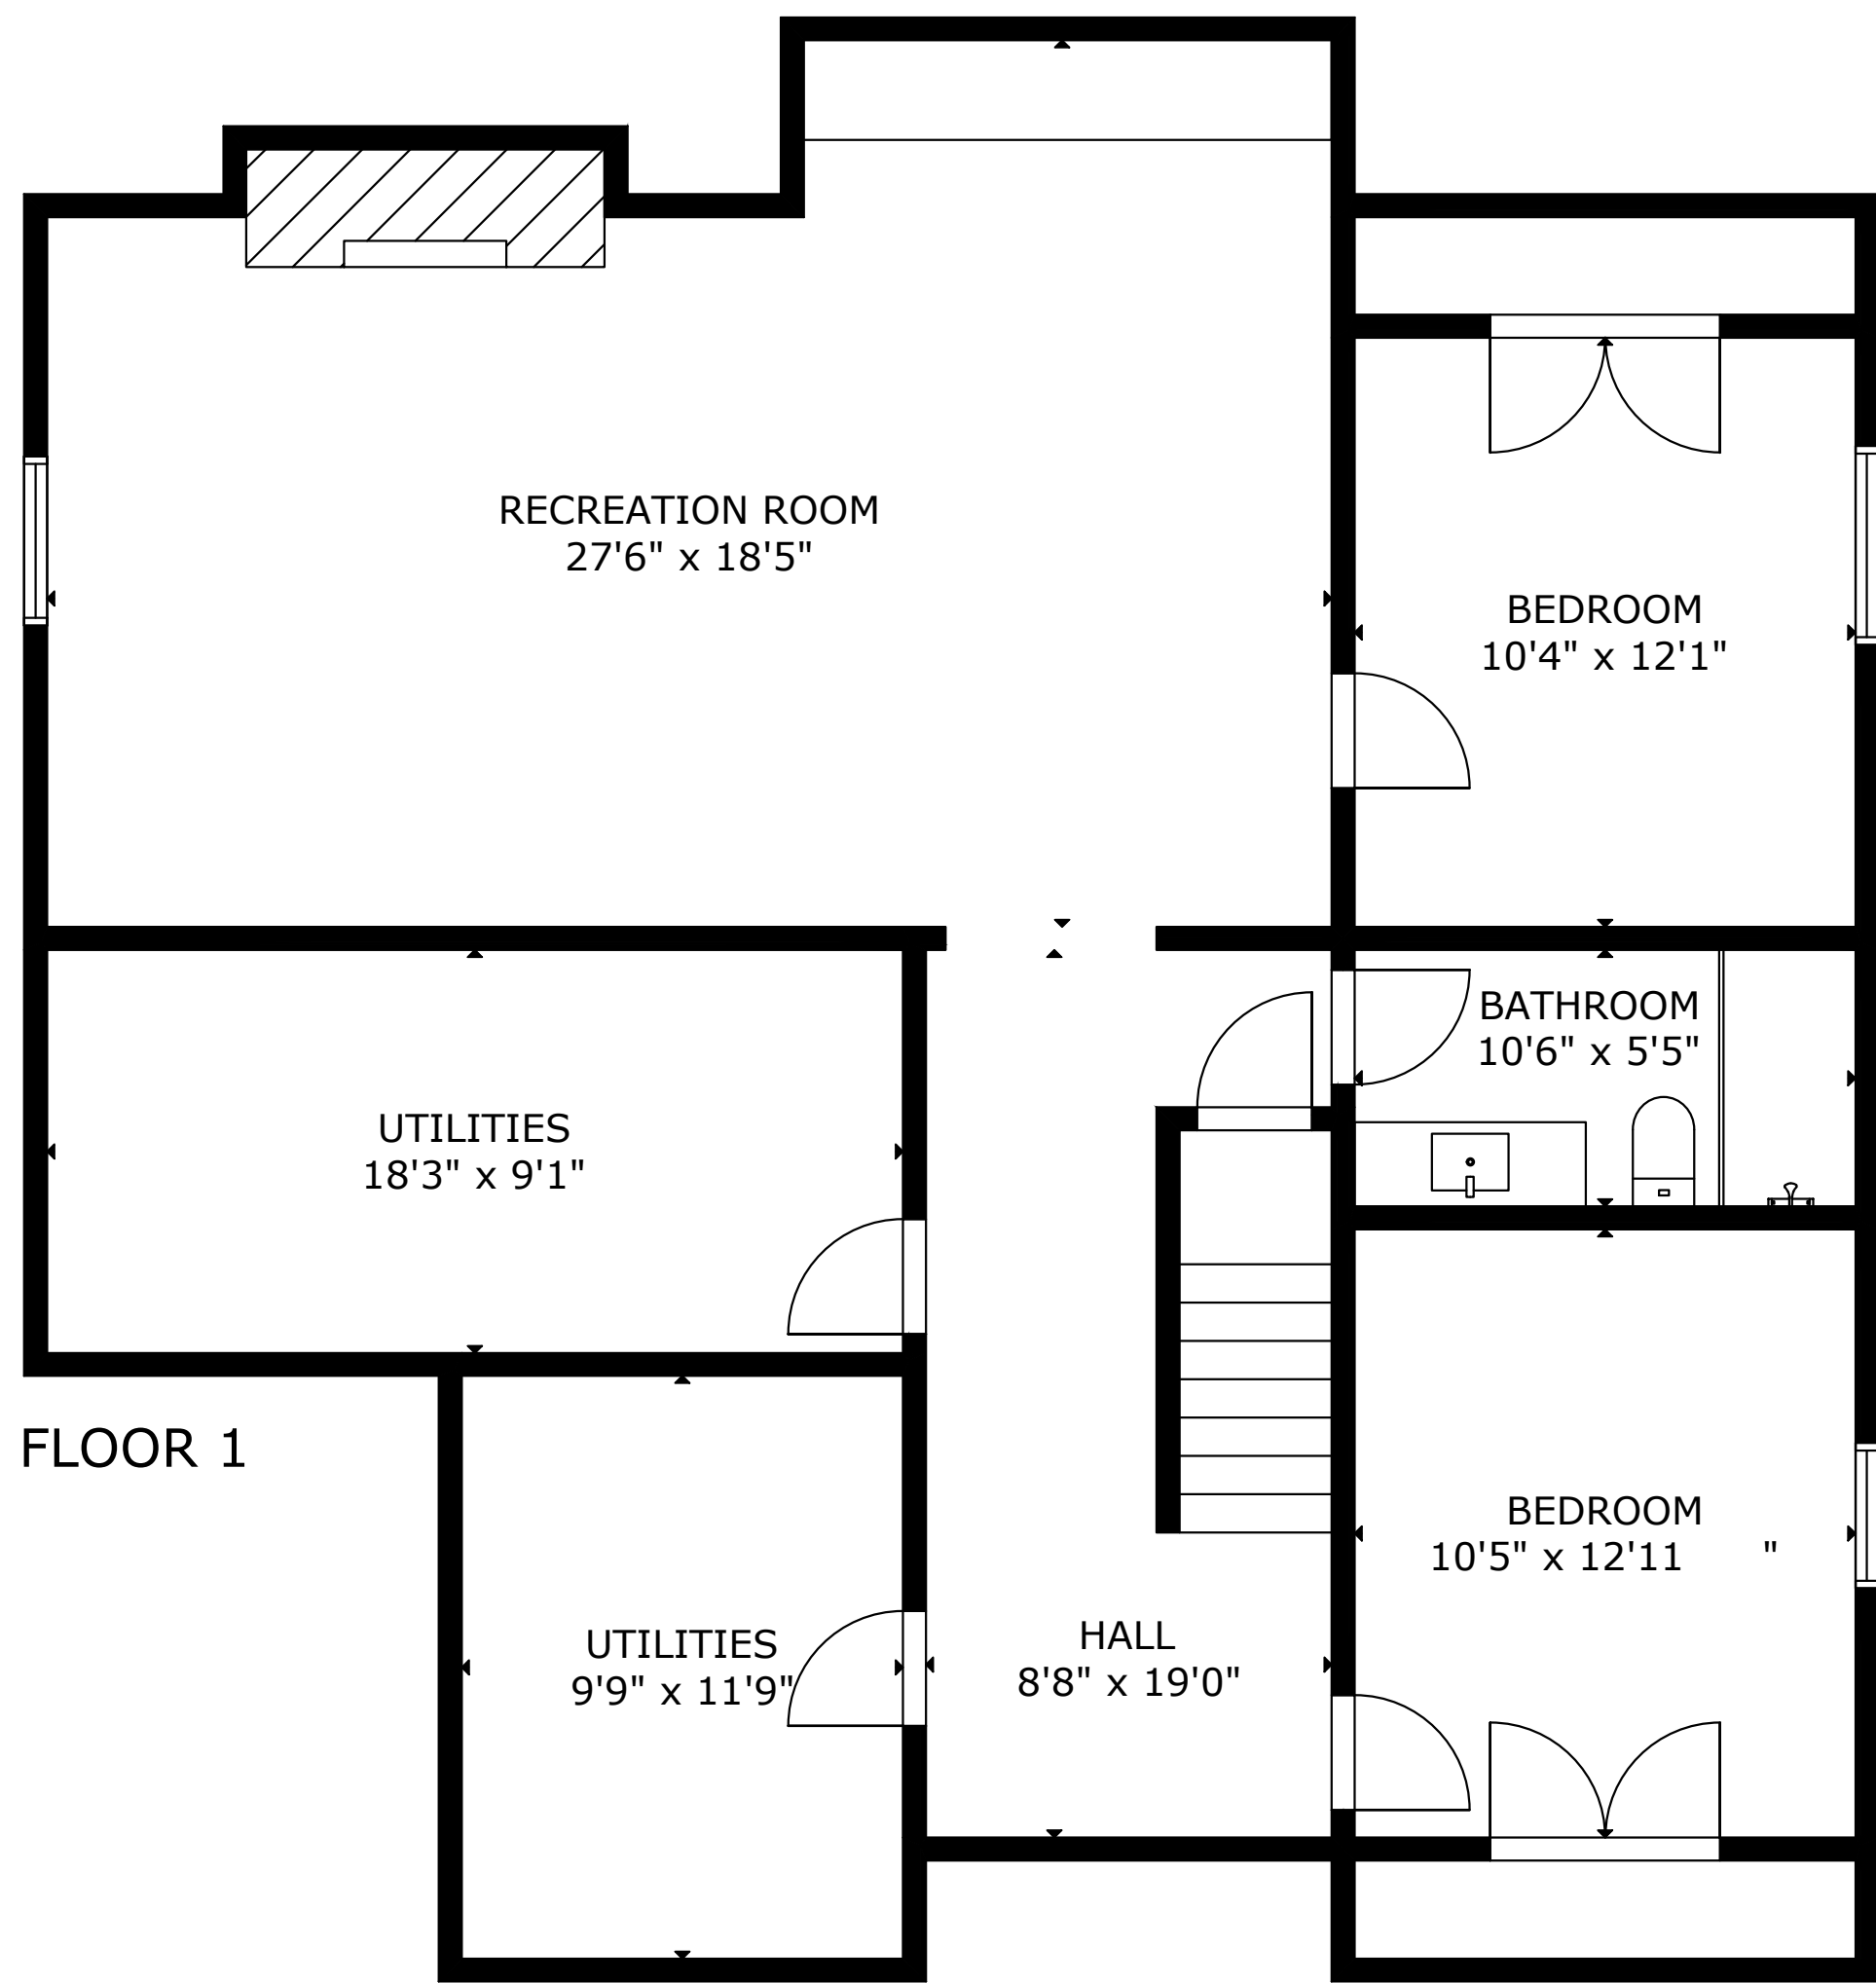 RECREATION ROOM
27'6" x 18'5"
BEDROOM
10'4" x 12'1"
BATHROOM
10'6" x 5'5"
UTILITIES
18'3" x 9'1"
FLOOR 1
BEDROOM
10'5" x 12'11 "
UTILITIES
9'9" x 11'9"
HALL
8'8" x 19'0"